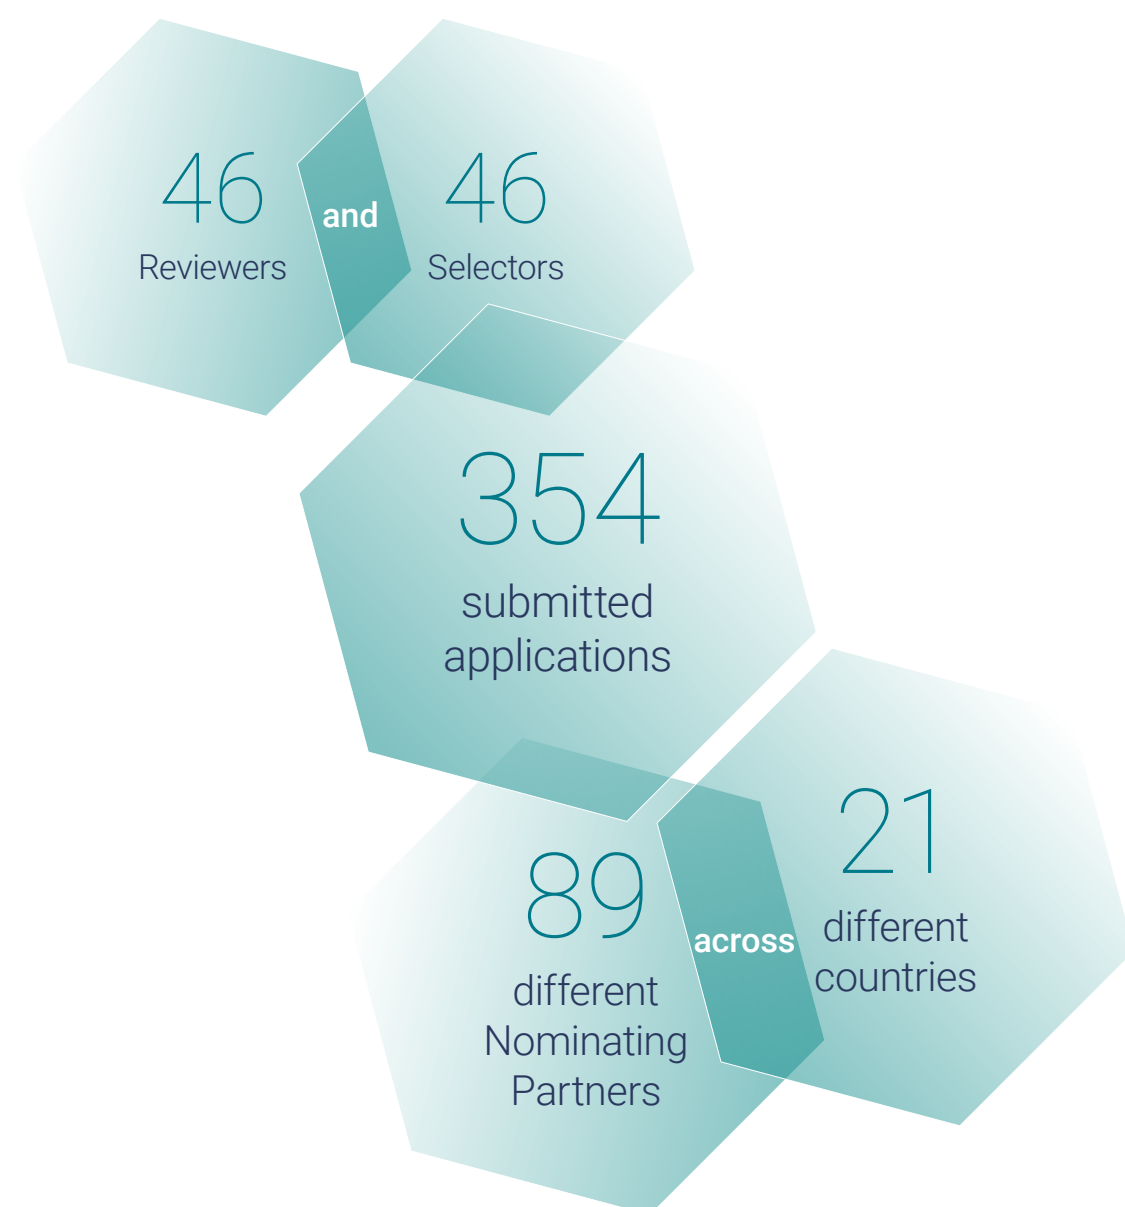 46
Reviewers
and
46
Selectors
354
submitted
applications
89
different
Nominating
Partners
across
21
different
countries